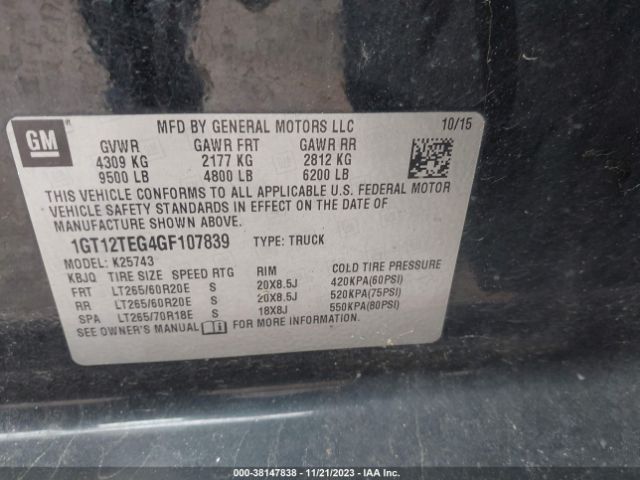 GM
MFD BY GENERAL MOTORS LLC 10/15
GVWR GAWR FRT GAWR RR
4309 KG 2177 KG 2812 KG
9500 LB 4800 LB 6200 LB
THIS VEHICLE CONFORMS TO ALL APPLICABLE U.S. FEDERAL MOTOR
VEHICLE SAFETY STANDARDS IN EFFECT ON THE DATE OF
MANUFACTURE SHOWN ABOVE.
1GT12TEG4GF107839 TYPE: TRUCK
MODEL: K25743
KBJQ TIRE SIZE SPEED RTG RIM COLD TIRE PRESSURE
FRT LT265/60R20E S 20X8.5J 420KPA(60PSI)
RR LT265/60R20E S 20X8.5J 520KPA(75PSI)
SPA LT265/70R18E S 18X8J 550KPA(80PSI)
SEE OWNER'S MANUAL FOR MORE INFORMATION.
000-38147838 - 11/21/2023 - IAA Inc.